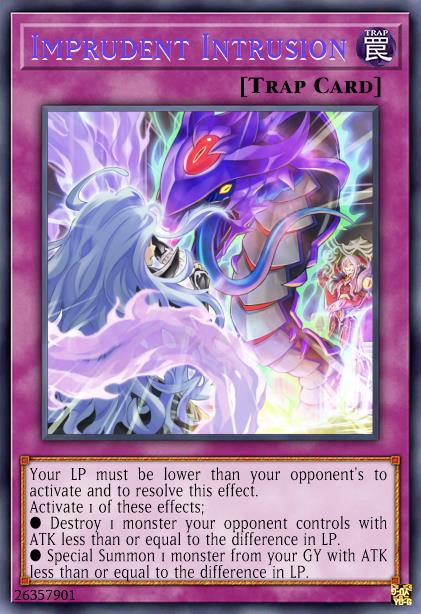 Imprudent Intrusion
TRAP
罠
[Trap Card]
Your LP must be lower than your opponent's to
activate and to resolve this effect.
Activate 1 of these effects;
● Destroy 1 monster your opponent controls with
ATK less than or equal to the difference in LP.
● Special Summon 1 monster from your GY with ATK
less than or equal to the difference in LP.
26357901